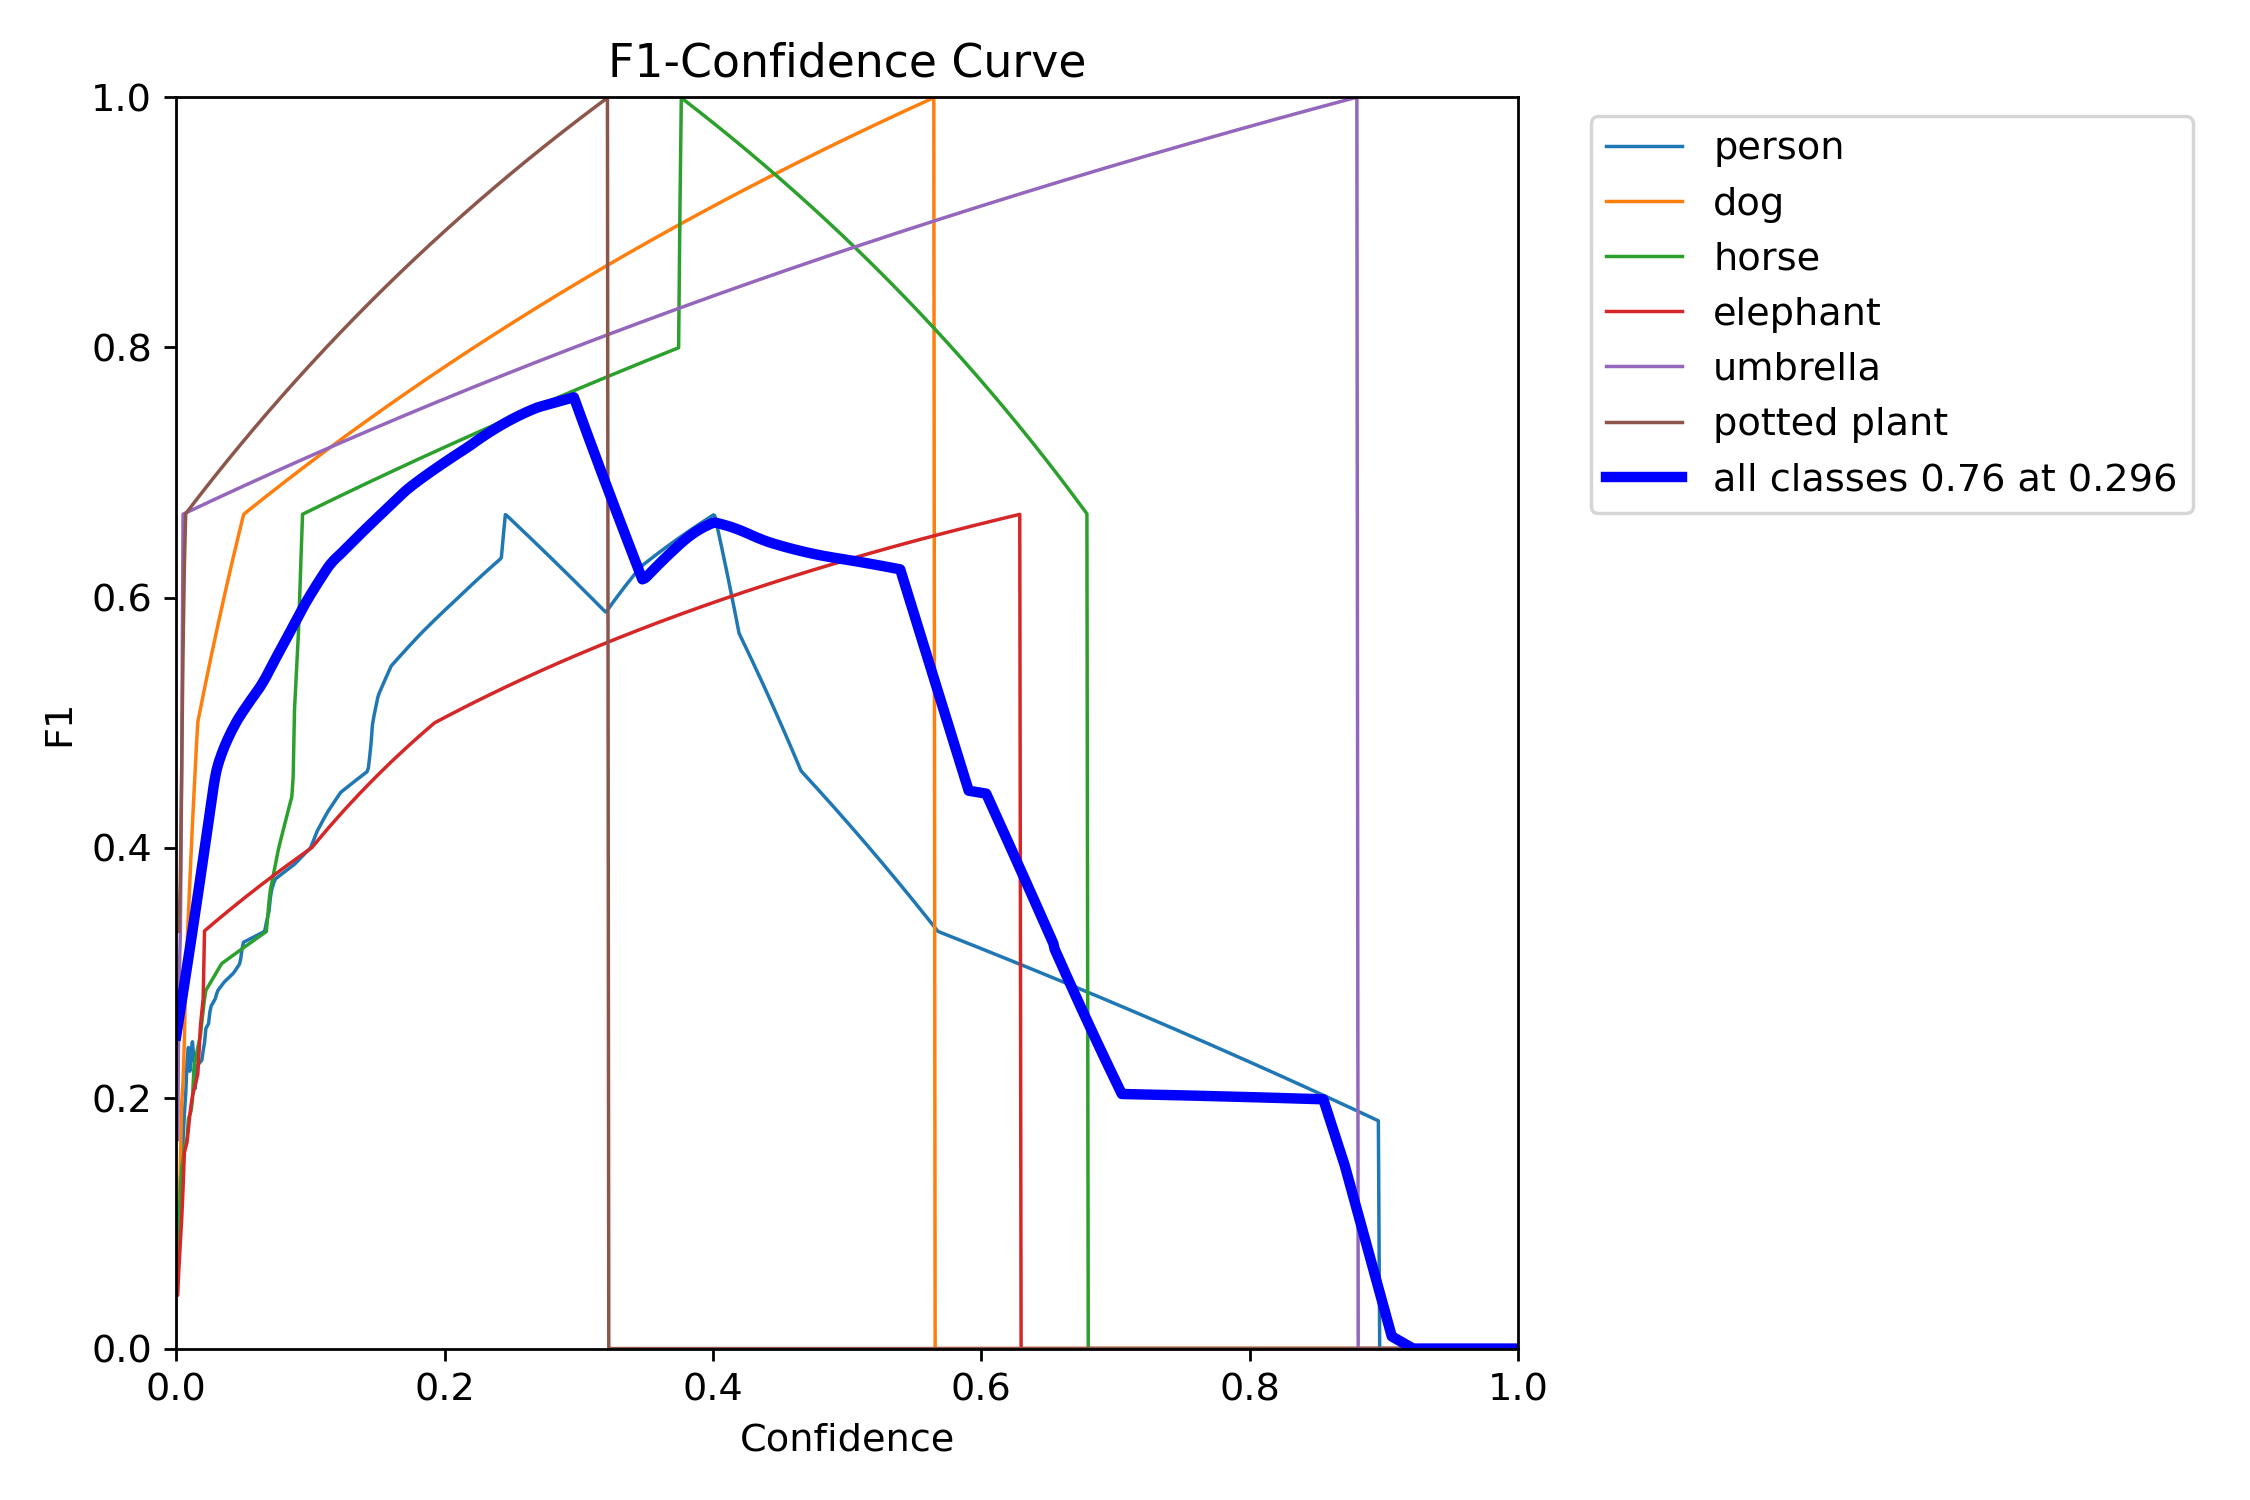 F1-Confidence Curve
1.0
0.8
0.6
0.4
0.2
0.0
F1
0.0 0.2 0.4 0.6 0.8 1.0
Confidence
person
dog
horse
elephant
umbrella
potted plant
all classes 0.76 at 0.296